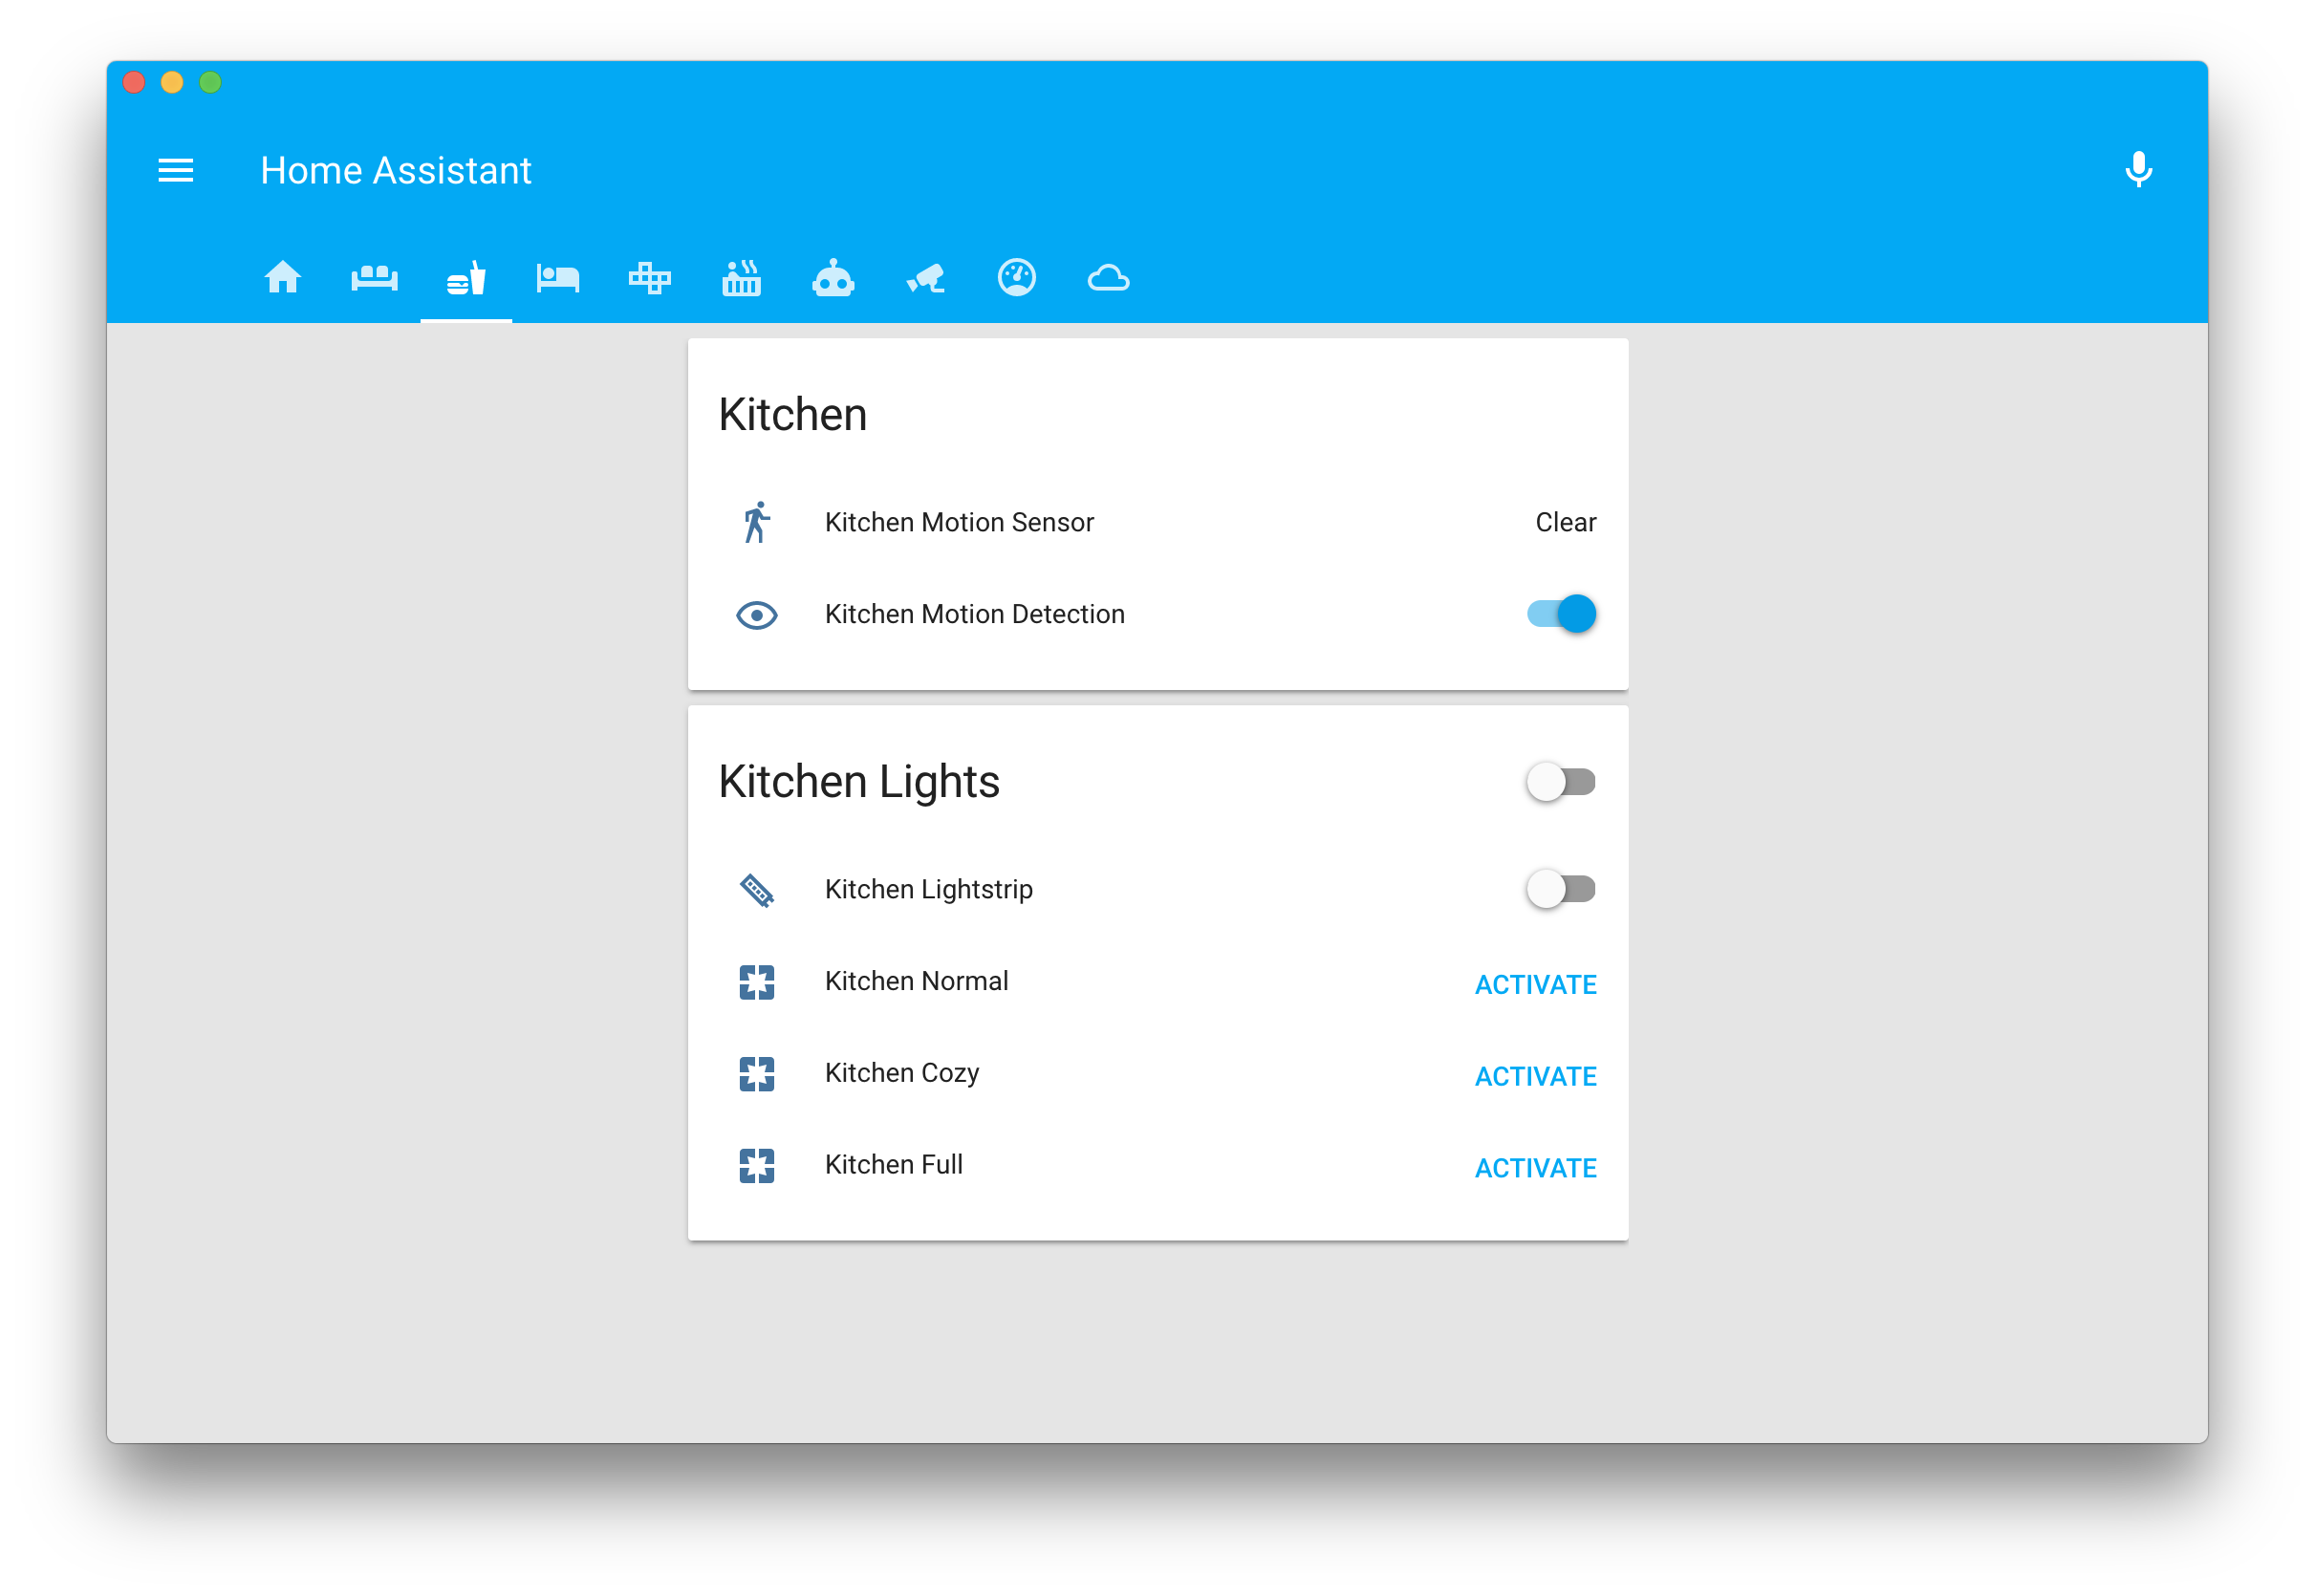 Home Assistant
Kitchen
Kitchen Motion Sensor Clear
Kitchen Motion Detection
Kitchen Lights
Kitchen Lightstrip
Kitchen Normal ACTIVATE
Kitchen Cozy ACTIVATE
Kitchen Full ACTIVATE